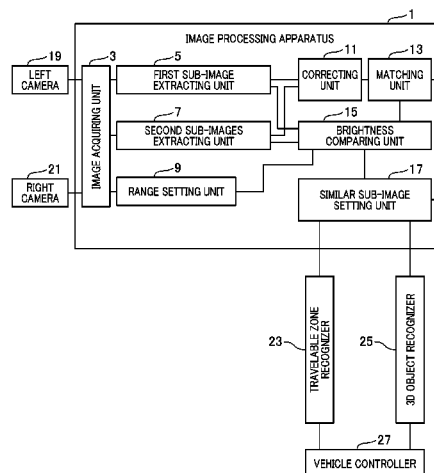 1
IMAGE PROCESSING APPARATUS
19
LEFT
CAMERA
3
IMAGE ACQUIRING UNIT
5
FIRST SUB-IMAGE
EXTRACTING UNIT
11
CORRECTING
UNIT
13
MATCHING
UNIT
7
SECOND SUB-IMAGES
EXTRACTING UNIT
15
BRIGHTNESS
COMPARING UNIT
21
RIGHT
CAMERA
9
RANGE SETTING UNIT
17
SIMILAR SUB-IMAGE
SETTING UNIT
23
TRAVELABLE ZONE
RECOGNIZER
25
3D OBJECT RECOGNIZER
27
VEHICLE CONTROLLER